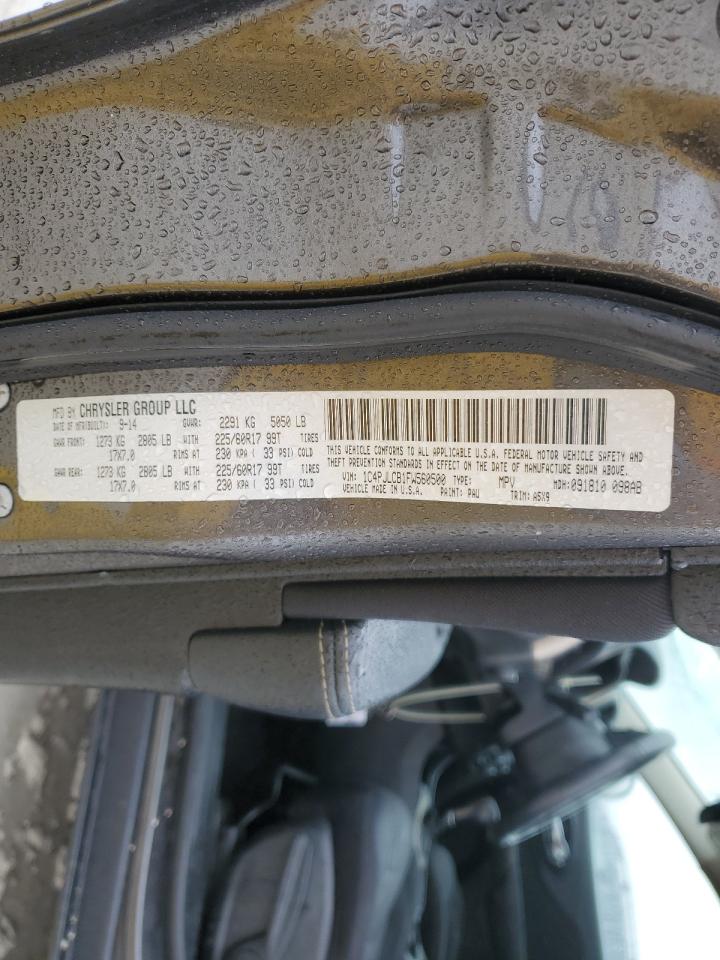 MFD BY CHRYSLER GROUP LLC
DATE OF MFR(BUILT): 9-14 GVWR: 2291 KG 5050 LB
GAWR FRONT: 1273 KG 2805 LB WITH 225/60R17 99T TIRES
17X7.0 RIMS AT 230 KPA ( 33 PSI) COLD
GAWR REAR: 1273 KG 2805 LB WITH 225/60R17 99T TIRES
17X7.0 RIMS AT 230 KPA ( 33 PSI) COLD
THIS VEHICLE CONFORMS TO ALL APPLICABLE U.S.A. FEDERAL MOTOR VEHICLE SAFETY AND
THEFT PREVENTION STANDARDS IN EFFECT ON THE DATE OF MANUFACTURE SHOWN ABOVE.
VIN: 1C4PJLCB1FW560500 TYPE: MPV MDH: 091810 098AB
VEHICLE MADE IN U.S.A. PAINT: PAU TRIM: A5X9